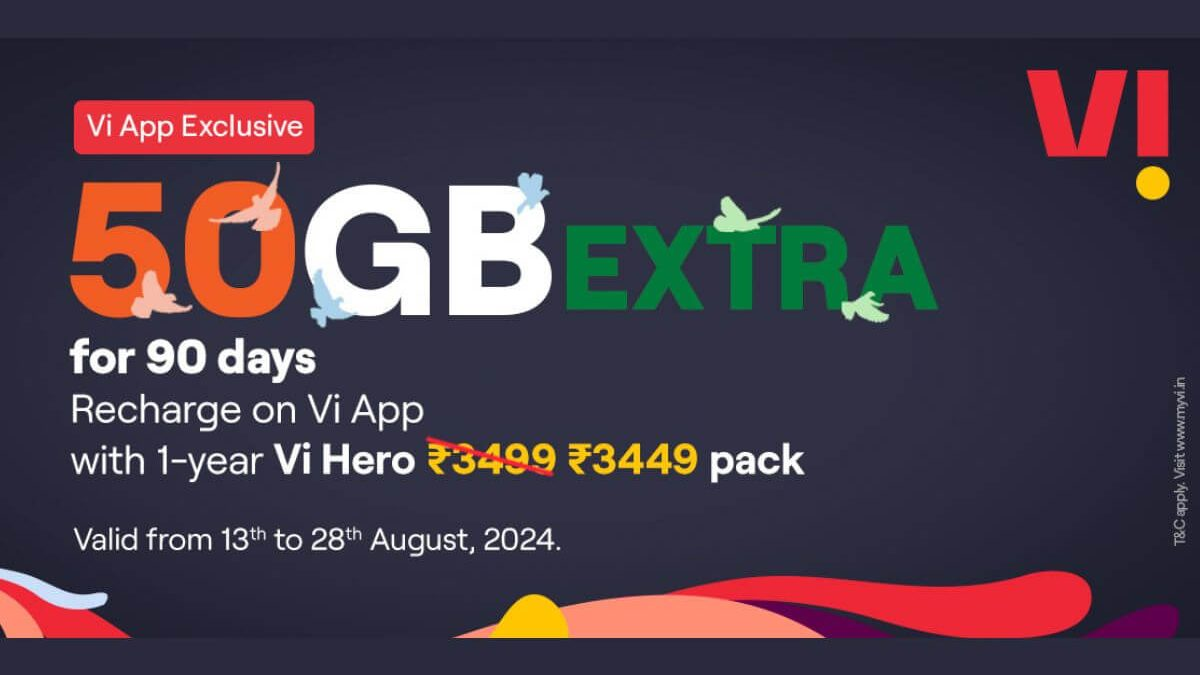 Vi App Exclusive
VI
50GB EXTRA
for 90 days
Recharge on Vi App
with 1-year Vi Hero ₹3499 ₹3449 pack
Valid from 13th to 28th August, 2024.
T&C apply. Visit www.myvi.in